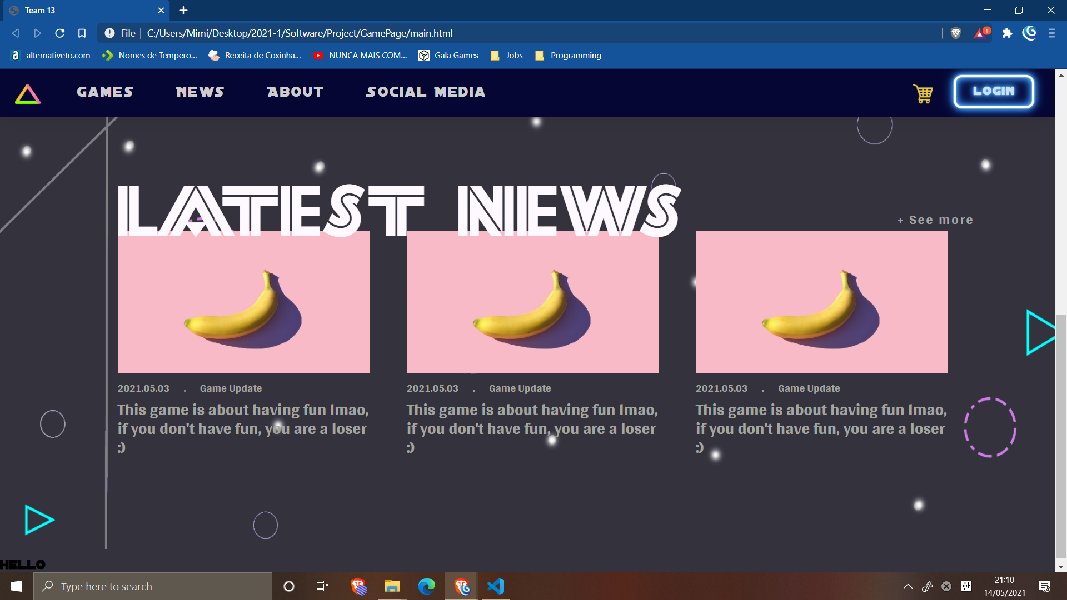 Team 13
File C:/Users/Mimi/Desktop/2021-1/Software/Project/GamePage/main.html
alternativeto.com Nomes de Tempero... Receita de Coxinha... NUNCA MAIS COM... Gala Games Jobs Programming
GAMES NEWS ABOUT SOCIAL MEDIA LOGIN
LATEST NEWS
+ See more
2021.05.03 . Game Update
This game is about having fun lmao,
if you don't have fun, you are a loser
:)
2021.05.03 . Game Update
This game is about having fun lmao,
if you don't have fun, you are a loser
:)
2021.05.03 . Game Update
This game is about having fun lmao,
if you don't have fun, you are a loser
:)
HELLO
Type here to search
21:10
14/05/2021